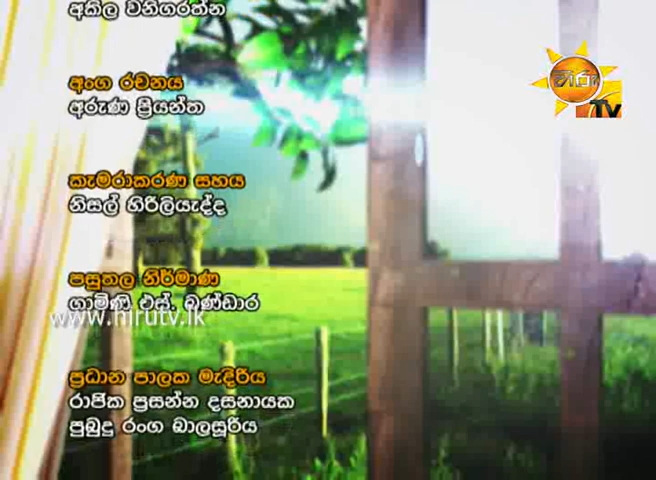 අකිල වනිගරත්න
අංග රචනය
අරුණ ප්‍රියන්ත
කැමරාකරණ සහය
නිසල් හිරිලියැද්ද
පසුතල නිර්මාණ
ගාමිණී එස්. බණ්ඩාර
www.hirutv.lk
ප්‍රධාන පාලක මැදිරිය
රාජික ප්‍රසන්න දසනායක
පුබුදු රංග බාලසූරිය
හිරු
TV